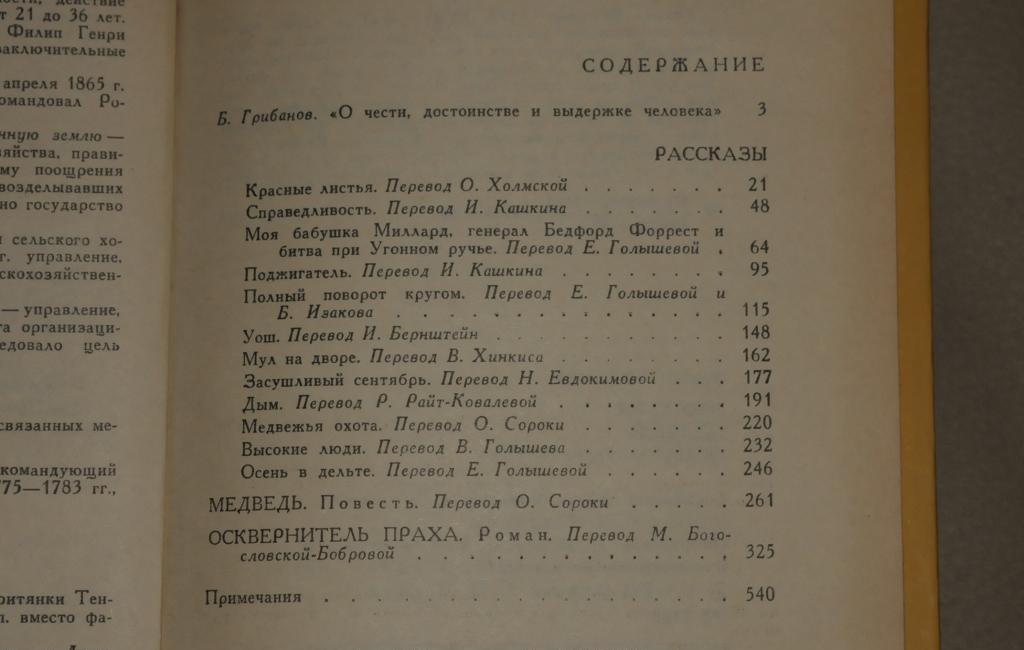 действие
21 до 36 лет.
Филип Генри
заключительные
апреля 1865 г.
омандовал Ро-
нную землю —
яйства, прави-
му поощрения
возделывавших
но государство
сельского хо-
г. управление.
скохозяйствен-
— управление,
та организаци-
едовало цель
связанных ме-
командующий
75—1783 гг.,
ритянки Тен-
вместо фа-
СОДЕРЖАНИЕ
Б. Грибанов. «О чести, достоинстве и выдержке человека» 3
РАССКАЗЫ
Красные листья. Перевод О. Холмской . . . . . . . 21
Справедливость. Перевод И. Кашкина . . . . . . . 48
Моя бабушка Миллард, генерал Бедфорд Форрест и
битва при Угонном ручье. Перевод Е. Голышевой . 64
Поджигатель. Перевод И. Кашкина . . . . . . . . 95
Полный поворот кругом. Перевод Е. Голышевой и
Б. Изакова . . . . . . . . . . . . . 115
Уош. Перевод И. Бернштейн . . . . . . . . . . 148
Мул на дворе. Перевод В. Хинкиса . . . . . . . . 162
Засушливый сентябрь. Перевод Н. Евдокимовой . . . 177
Дым. Перевод Р. Райт-Ковалевой . . . . . . . . 191
Медвежья охота. Перевод О. Сороки . . . . . . . 220
Высокие люди. Перевод В. Голышева . . . . . . . 232
Осень в дельте. Перевод Е. Голышевой . . . . . . 246
МЕДВЕДЬ. Повесть. Перевод О. Сороки . . . . . 261
ОСКВЕРНИТЕЛЬ ПРАХА. Роман. Перевод М. Бого-
словской-Бобровой . . . . . . . . . . . . . 325
Примечания . . . . . . . . . . . . . . . . . 540